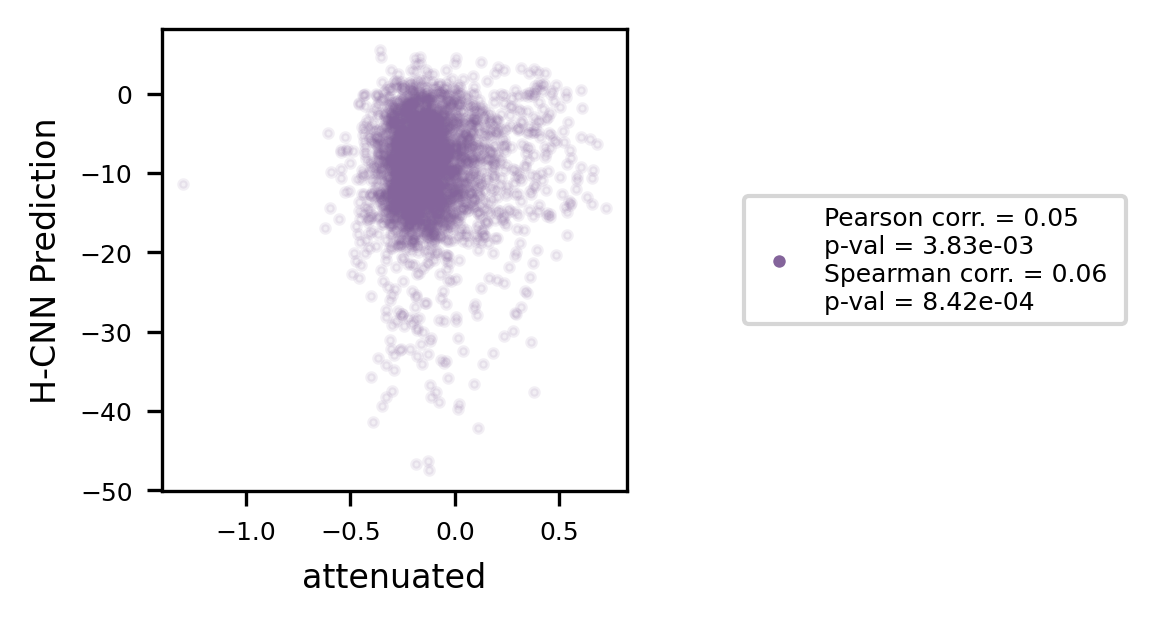 H-CNN Prediction
0
−10
−20
−30
−40
−50
−1.0
−0.5
0.0
0.5
attenuated
Pearson corr. = 0.05
p-val = 3.83e-03
Spearman corr. = 0.06
p-val = 8.42e-04